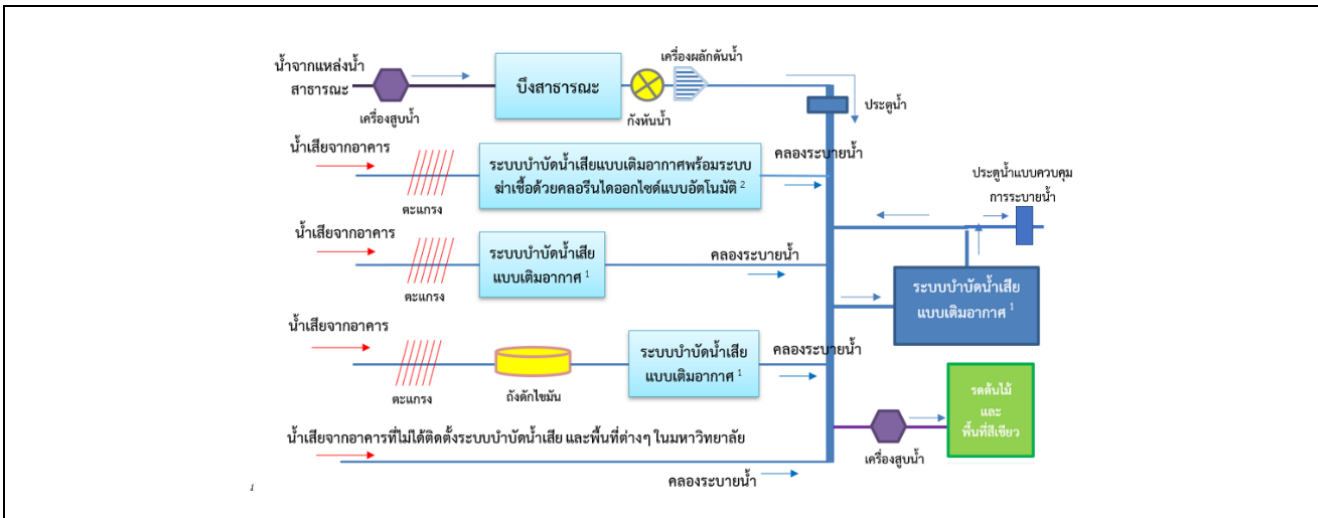 น้ำจากแหล่งน้ำ
สาธารณะ
เครื่องสูบน้ำ
บึงสาธารณะ
กังหันน้ำ
เครื่องผลักดันน้ำ
ประตูน้ำ
น้ำเสียจากอาคาร
ตะแกรง
ระบบบำบัดน้ำเสียแบบเติมอากาศพร้อมระบบ
ฆ่าเชื้อด้วยคลอรีนไดออกไซด์แบบอัตโนมัติ 2
คลองระบายน้ำ
ประตูน้ำแบบควบคุม
การระบายน้ำ
น้ำเสียจากอาคาร
ตะแกรง
ระบบบำบัดน้ำเสีย
แบบเติมอากาศ 1
คลองระบายน้ำ
ระบบบำบัดน้ำเสีย
แบบเติมอากาศ 1
น้ำเสียจากอาคาร
ตะแกรง
ถังดักไขมัน
ระบบบำบัดน้ำเสีย
แบบเติมอากาศ 1
คลองระบายน้ำ
รดต้นไม้
และ
พื้นที่สีเขียว
เครื่องสูบน้ำ
น้ำเสียจากอาคารที่ไม่ได้ติดตั้งระบบบำบัดน้ำเสีย และพื้นที่ต่างๆ ในมหาวิทยาลัย
คลองระบายน้ำ
1